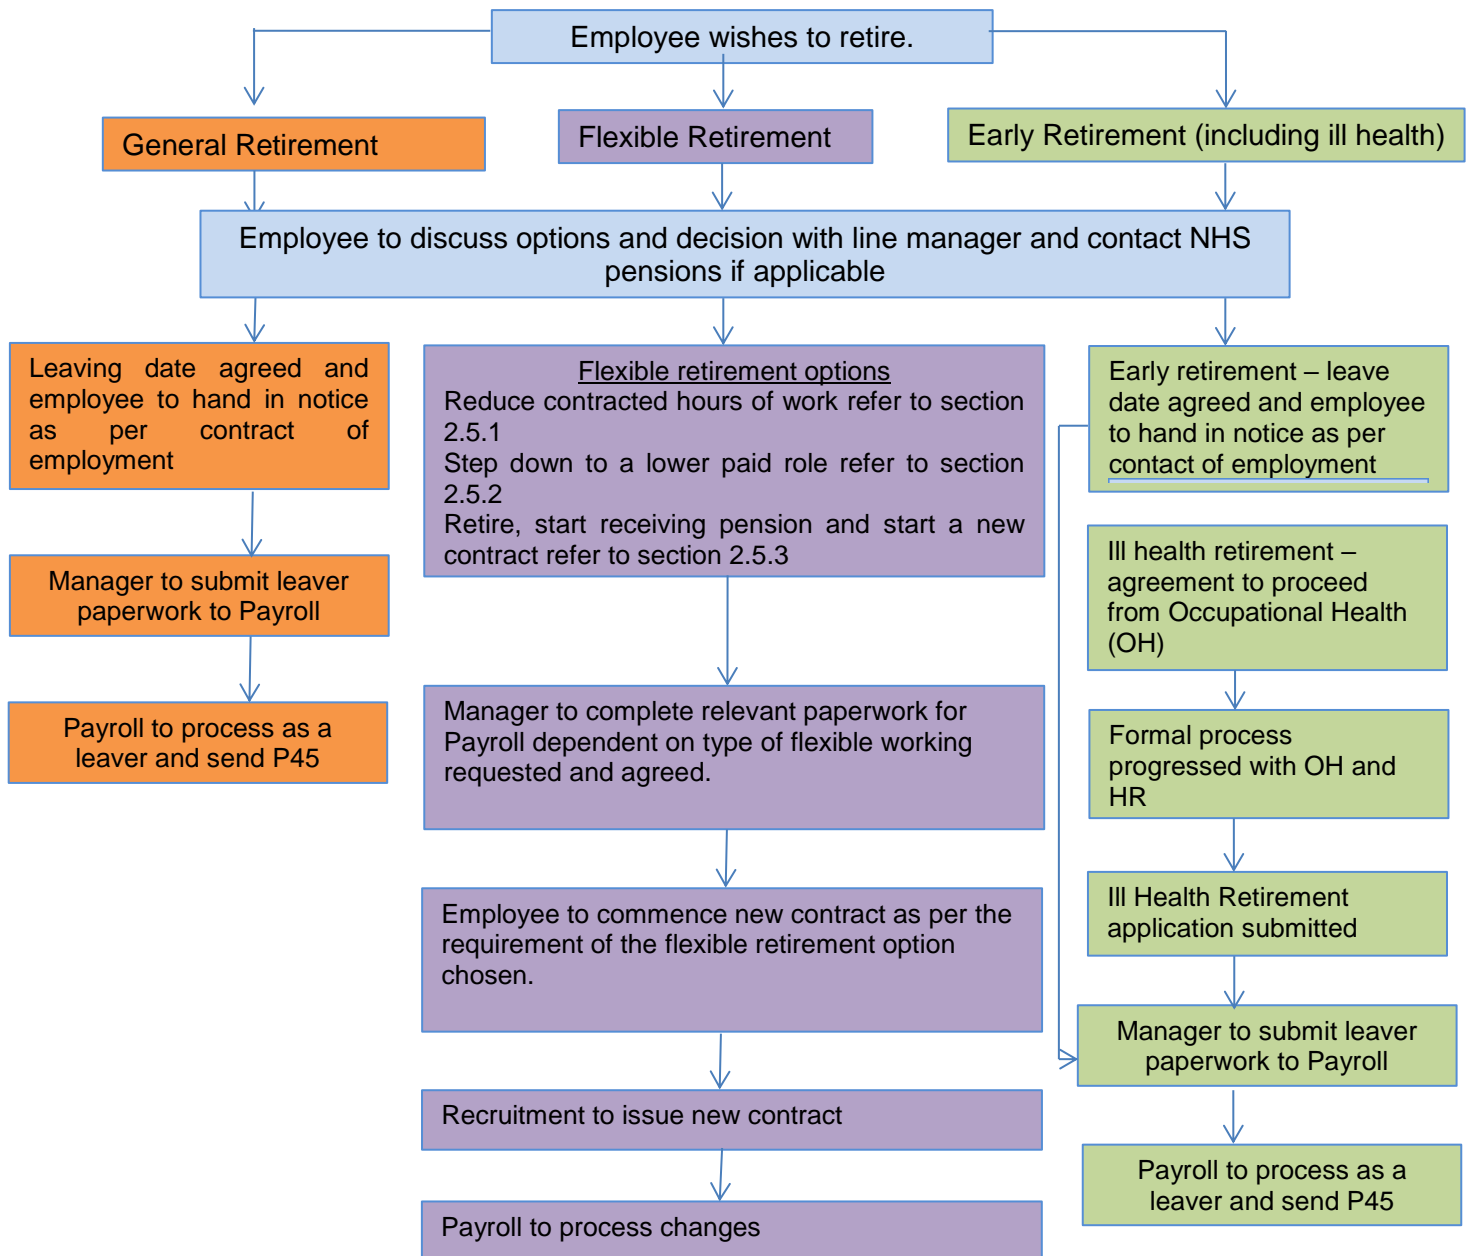 Employee wishes to retire.
General Retirement
Flexible Retirement
Early Retirement (including ill health)
Employee to discuss options and decision with line manager and contact NHS
pensions if applicable
Leaving date agreed and
employee to hand in notice
as per contract of
employment
Manager to submit leaver
paperwork to Payroll
Payroll to process as a
leaver and send P45
Flexible retirement options
Reduce contracted hours of work refer to section
2.5.1
Step down to a lower paid role refer to section
2.5.2
Retire, start receiving pension and start a new
contract refer to section 2.5.3
Manager to complete relevant paperwork for
Payroll dependent on type of flexible working
requested and agreed.
Employee to commence new contract as per the
requirement of the flexible retirement option
chosen.
Recruitment to issue new contract
Payroll to process changes
Early retirement – leave
date agreed and employee
to hand in notice as per
contact of employment
Ill health retirement –
agreement to proceed
from Occupational Health
(OH)
Formal process
progressed with OH and
HR
Ill Health Retirement
application submitted
Manager to submit leaver
paperwork to Payroll
Payroll to process as a
leaver and send P45